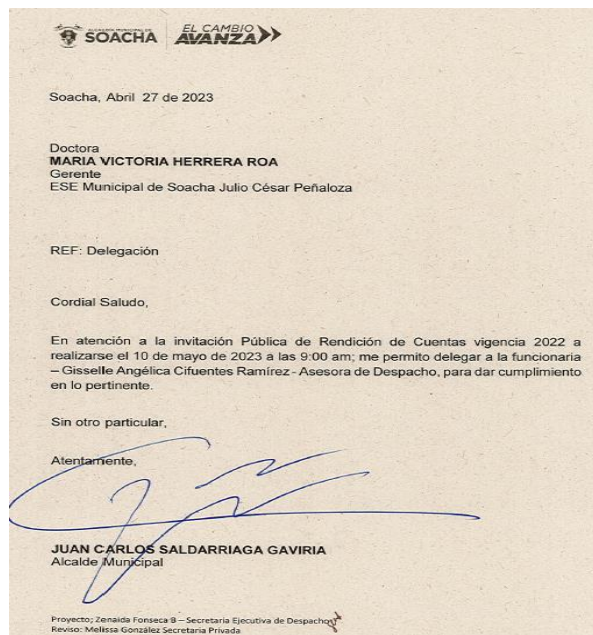 ALCALDÍA MUNICIPAL DE
SOACHA
EL CAMBIO
AVANZA
Soacha, Abril 27 de 2023
Doctora
MARIA VICTORIA HERRERA ROA
Gerente
ESE Municipal de Soacha Julio César Peñaloza
REF: Delegación
Cordial Saludo,
En atención a la invitación Pública de Rendición de Cuentas vigencia 2022 a
realizarse el 10 de mayo de 2023 a las 9:00 am; me permito delegar a la funcionaria
– Gisselle Angélica Cifuentes Ramírez - Asesora de Despacho, para dar cumplimiento
en lo pertinente.
Sin otro particular,
Atentamente,
JUAN CARLOS SALDARRIAGA GAVIRIA
Alcalde Municipal
Proyecto; Zenaida Fonseca B – Secretaria Ejecutiva de Despacho
Reviso: Melissa González Secretaria Privada